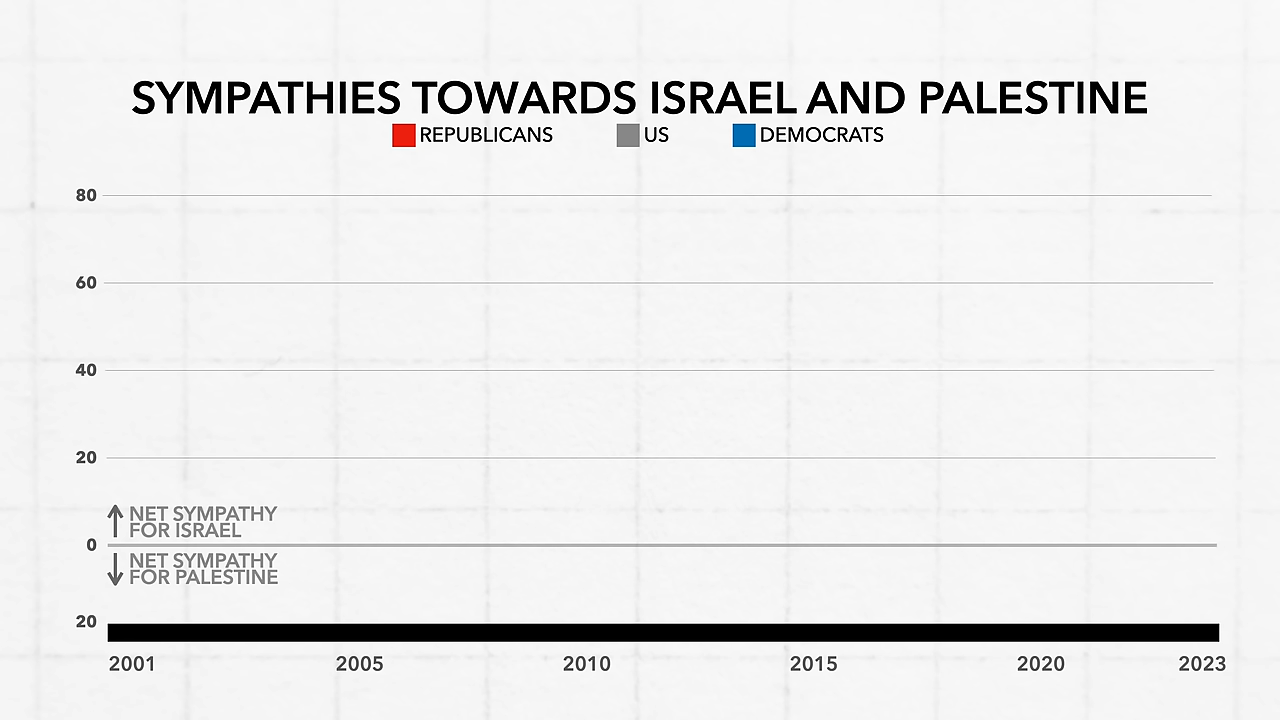 SYMPATHIES TOWARDS ISRAEL AND PALESTINE
REPUBLICANS US DEMOCRATS
80
60
40
20
NET SYMPATHY
FOR ISRAEL
0
NET SYMPATHY
FOR PALESTINE
20
2001 2005 2010 2015 2020 2023